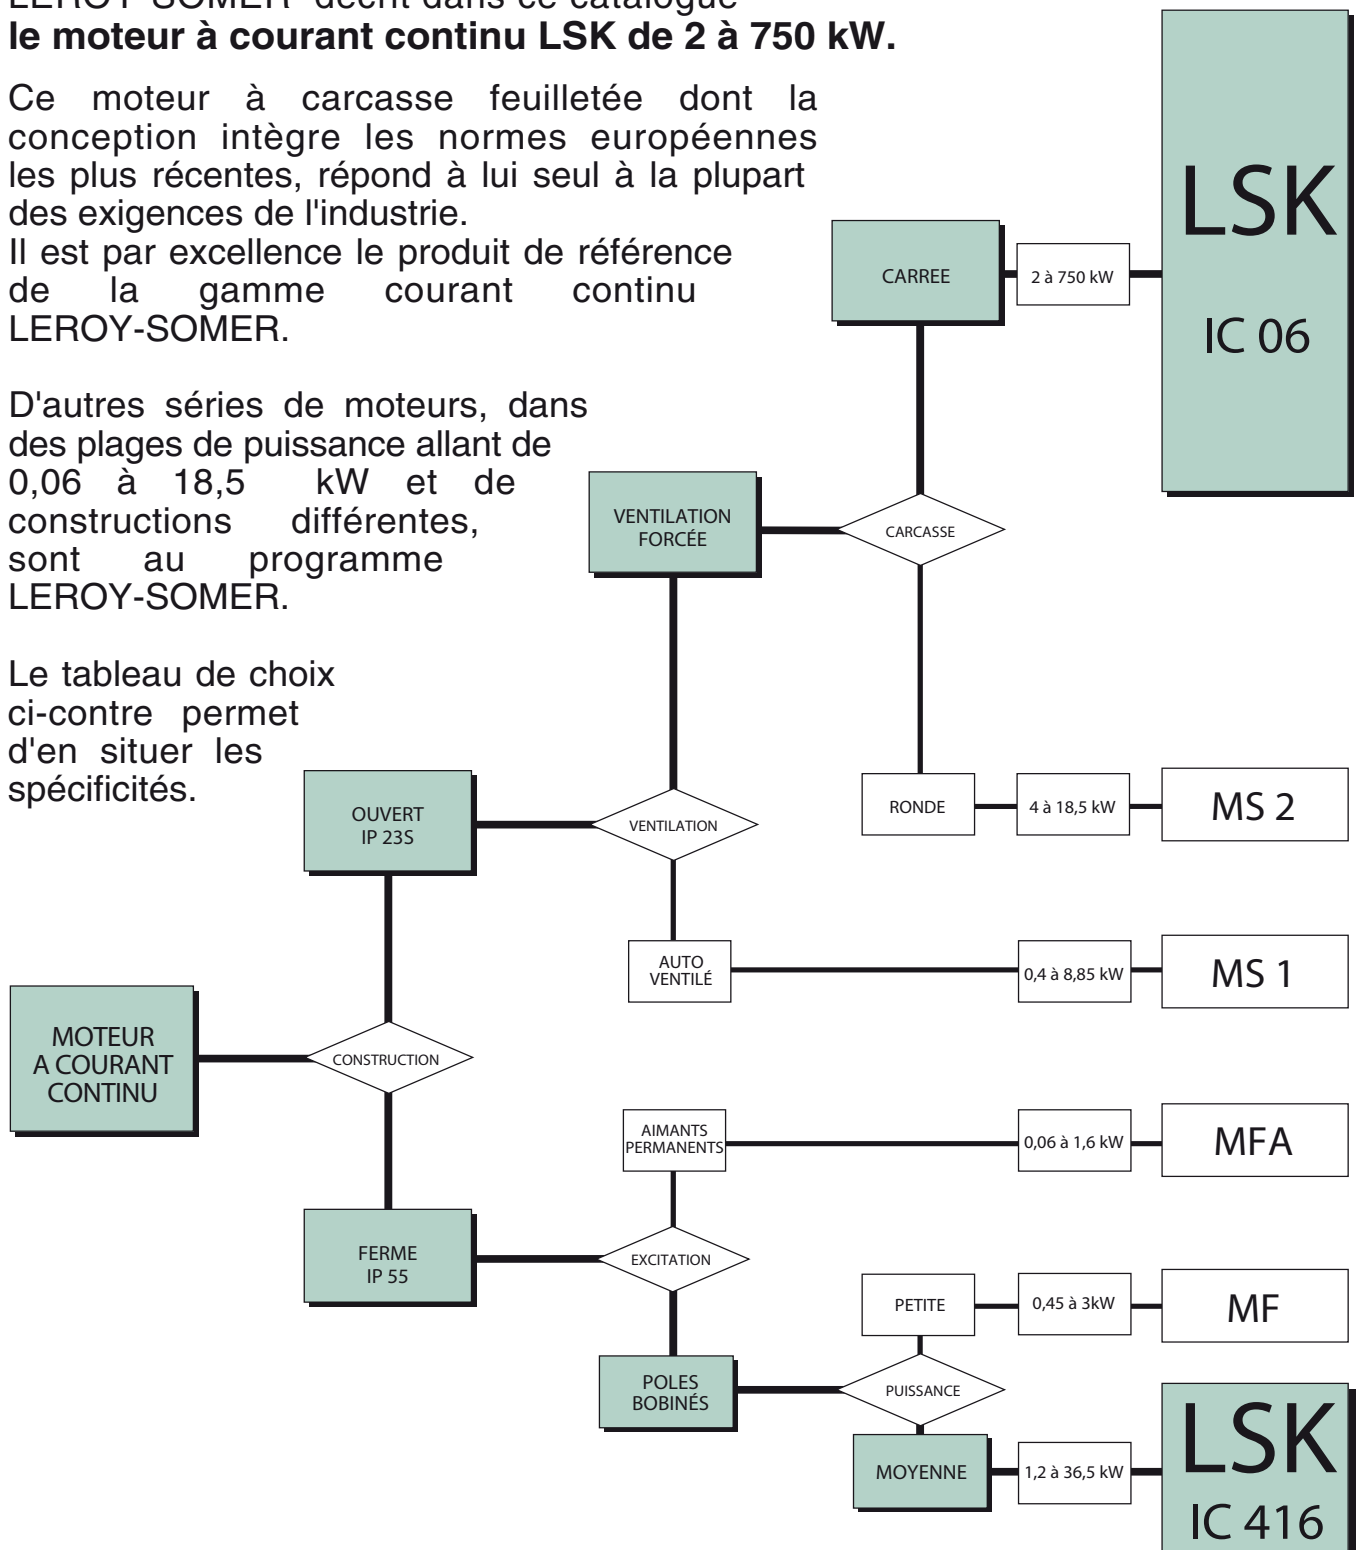 LEROY-SOMER décrit dans ce catalogue
le moteur à courant continu LSK de 2 à 750 kW.
Ce moteur à carcasse feuilletée dont la
conception intègre les normes européennes
les plus récentes, répond à lui seul à la plupart
des exigences de l'industrie.
Il est par excellence le produit de référence
de la gamme courant continu
LEROY-SOMER.
D'autres séries de moteurs, dans
des plages de puissance allant de
0,06 à 18,5 kW et de
constructions différentes,
sont au programme
LEROY-SOMER.
Le tableau de choix
ci-contre permet
d'en situer les
spécificités.
MOTEUR
A COURANT
CONTINU
CONSTRUCTION
OUVERT
IP 23S
VENTILATION
VENTILATION
FORCÉE
CARCASSE
CARREE
2 à 750 kW
LSK
IC 06
RONDE
4 à 18,5 kW
MS 2
AUTO
VENTILÉ
0,4 à 8,85 kW
MS 1
FERME
IP 55
EXCITATION
AIMANTS
PERMANENTS
0,06 à 1,6 kW
MFA
POLES
BOBINÉS
PUISSANCE
PETITE
0,45 à 3kW
MF
MOYENNE
1,2 à 36,5 kW
LSK
IC 416